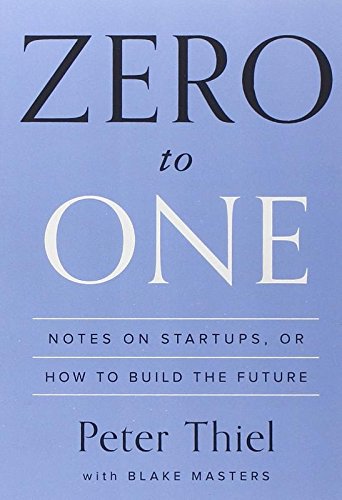 ZERO
to
ONE
NOTES ON STARTUPS, OR
HOW TO BUILD THE FUTURE
Peter Thiel
with BLAKE MASTERS